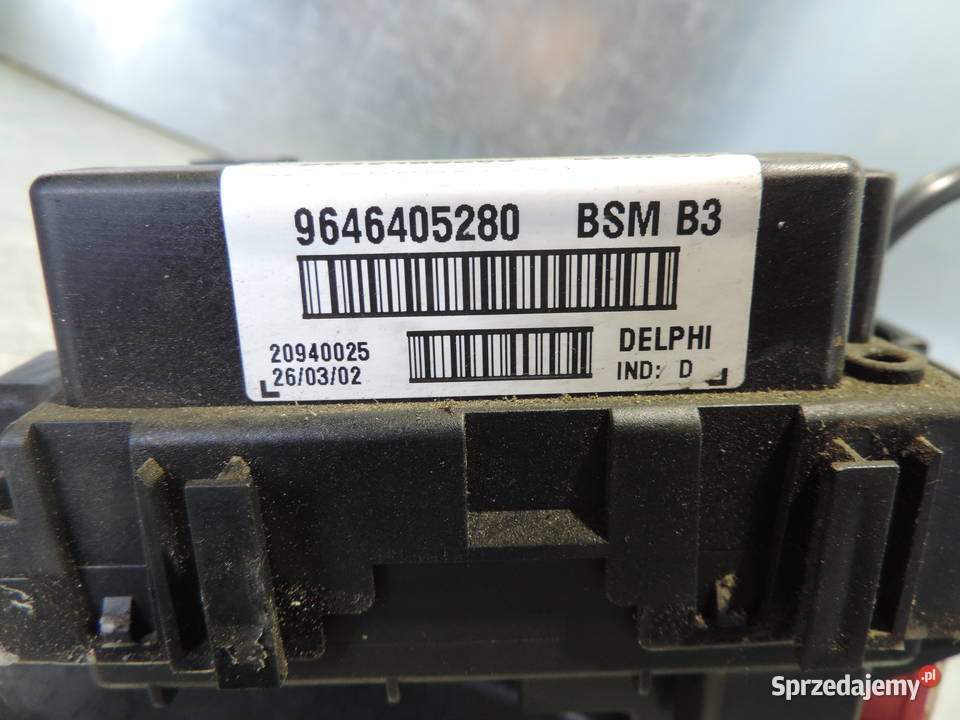 9646405280 BSM B3
20940025 DELPHI
26/03/02 IND: D
Sprzedajemy.pl